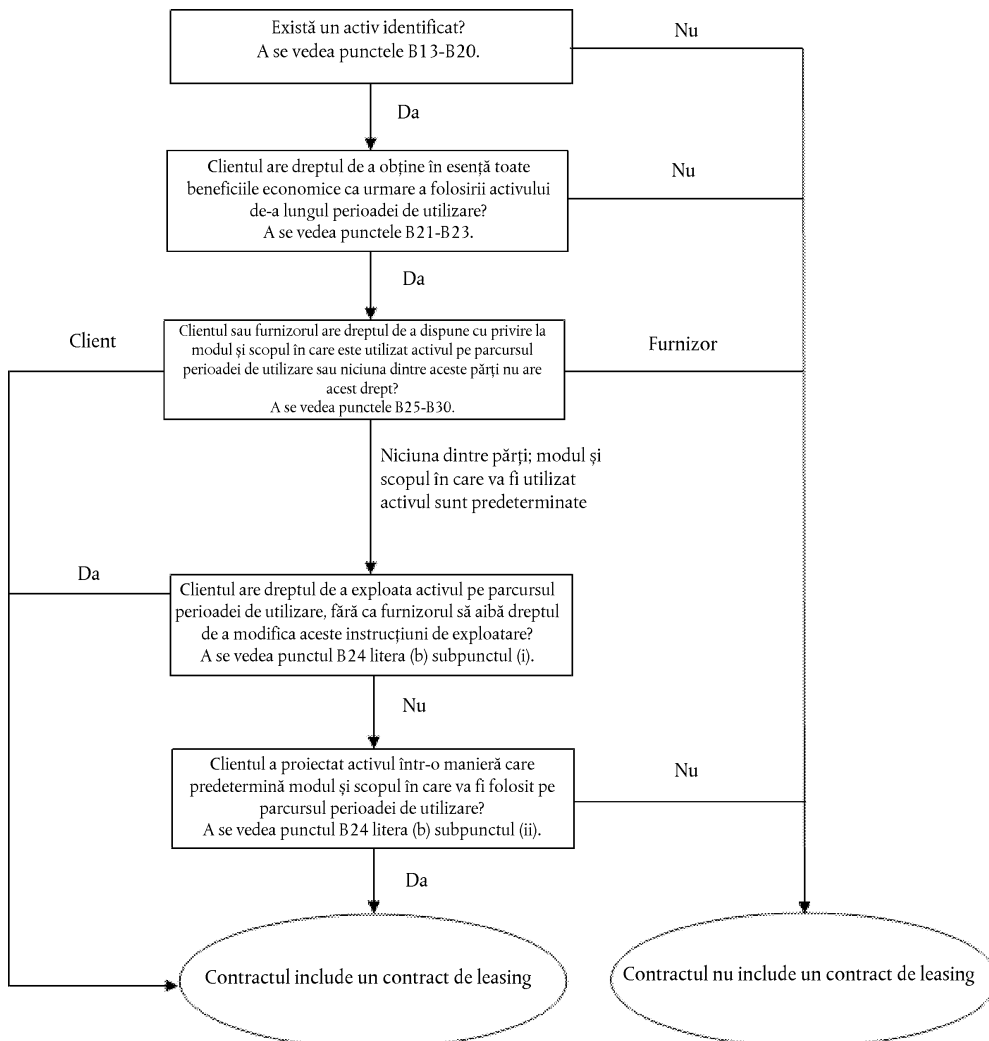 Există un activ identificat?
A se vedea punctele B13-B20.
Nu
Da
Clientul are dreptul de a obține în esență toate
beneficiile economice ca urmare a folosirii activului
de-a lungul perioadei de utilizare?
A se vedea punctele B21-B23.
Nu
Da
Client
Clientul sau furnizorul are dreptul de a dispune cu privire la
modul și scopul în care este utilizat activul pe parcursul
perioadei de utilizare sau niciuna dintre aceste părți nu are
acest drept?
A se vedea punctele B25-B30.
Furnizor
Niciuna dintre părți; modul și
scopul în care va fi utilizat
activul sunt predeterminate
Da
Clientul are dreptul de a exploata activul pe parcursul
perioadei de utilizare, fără ca furnizorul să aibă dreptul
de a modifica aceste instrucțiuni de exploatare?
A se vedea punctul B24 litera (b) subpunctul (i).
Nu
Clientul a proiectat activul într-o manieră care
predetermină modul și scopul în care va fi folosit pe
parcursul perioadei de utilizare?
A se vedea punctul B24 litera (b) subpunctul (ii).
Nu
Da
Contractul include un contract de leasing
Contractul nu include un contract de leasing